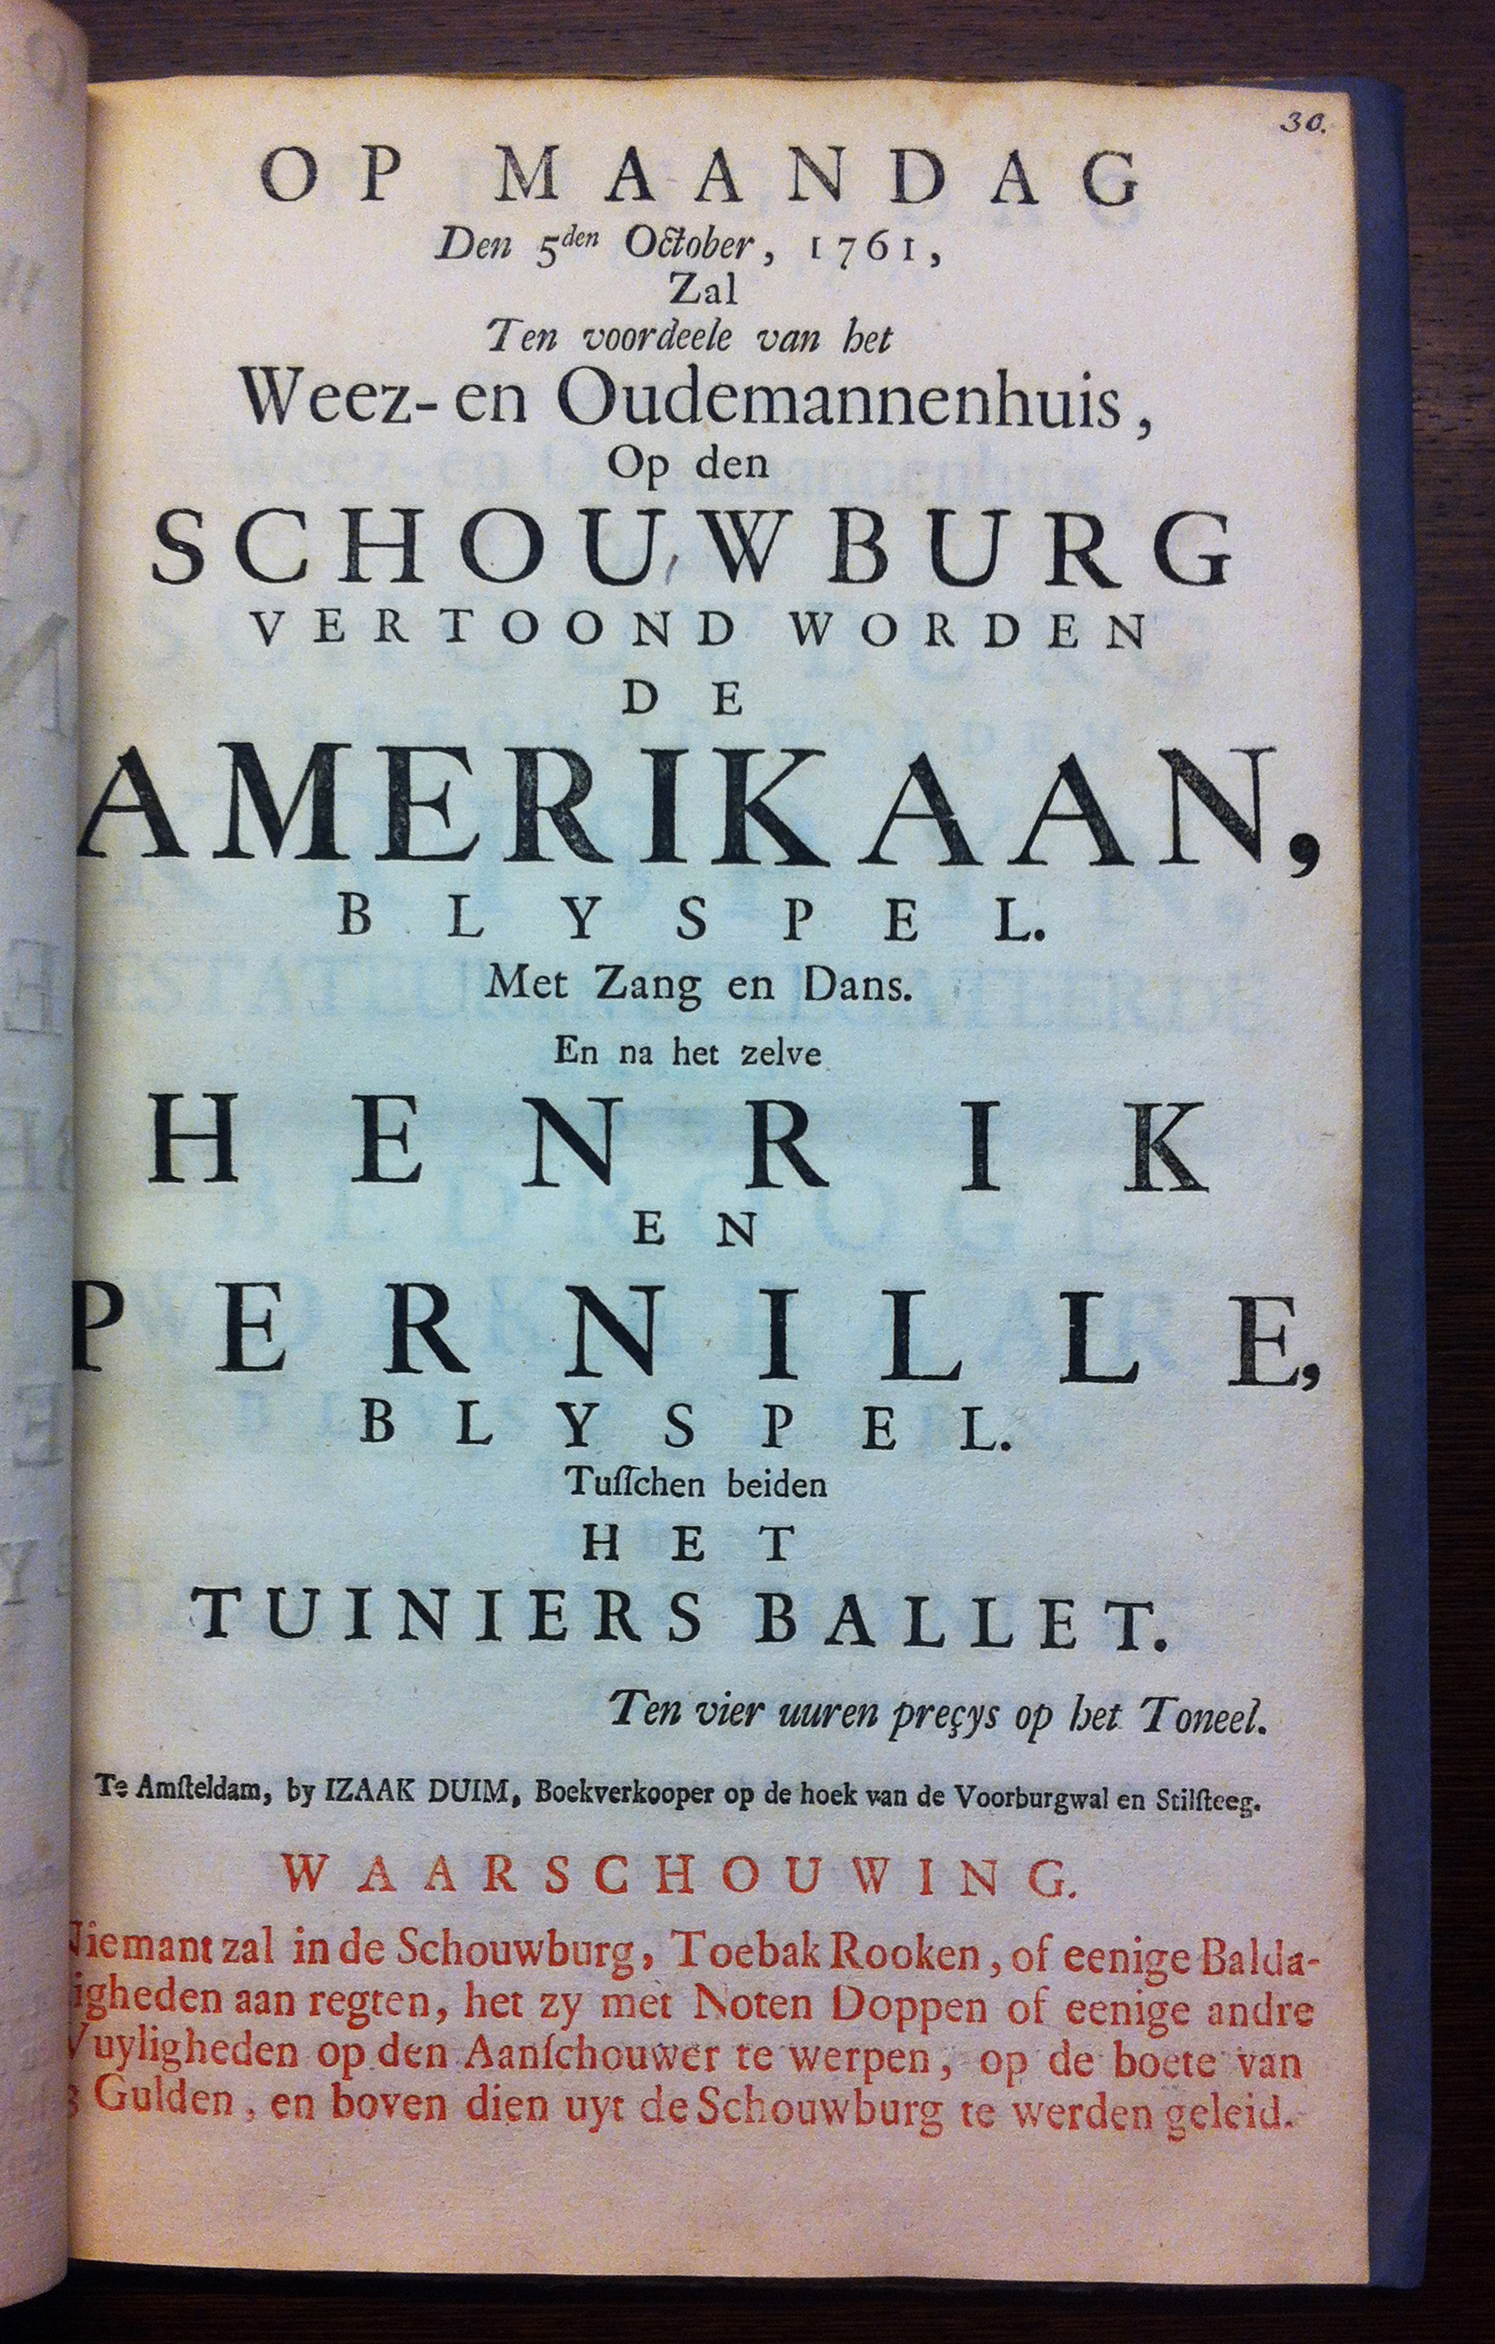 30.
OP MAANDAG
Den 5den October, 1761,
Zal
Ten voordeele van het
Weez- en Oudemannenhuis,
Op den
SCHOUWBURG
VERTOOND WORDEN
DE
AMERIKAAN,
BLYSPEL.
Met Zang en Dans.
En na het zelve
HENRIK
EN
PERNILLE,
BLYSPEL.
Tuſſchen beiden
HET
TUINIERS BALLET.
Ten vier uuren preçys op het Toneel.
Te Amſteldam, by IZAAK DUIM, Boekverkooper op de hoek van de Voorburgwal en Stilſteeg.
WAARSCHOUWING.
Niemant zal in de Schouwburg, Toebak Rooken, of eenige Balda-
igheden aan regten, het zy met Noten Doppen of eenige andre
Vuyligheden op den Aanſchouwer te werpen, op de boete van
3 Gulden, en boven dien uyt de Schouwburg te werden geleid.